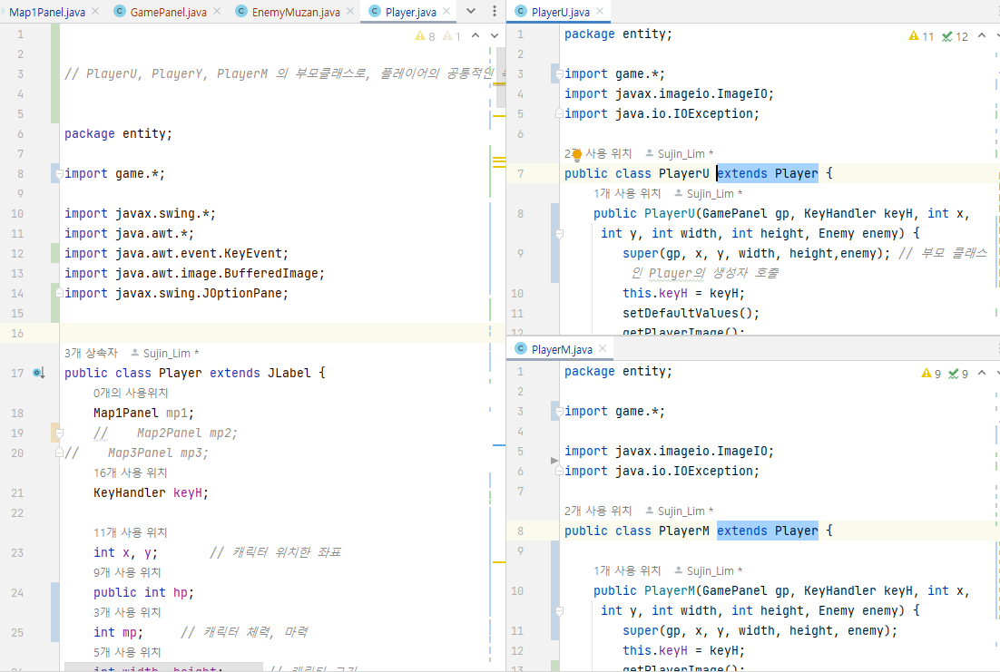 Map1Panel.java GamePanel.java EnemyMuzan.java Player.java
8 1
1
2
3 // PlayerU, PlayerY, PlayerM 의 부모클래스로, 플레이어의 공통적인
4
5
6 package entity;
7
8 import game.*;
9
10 import javax.swing.*;
11 import java.awt.*;
12 import java.awt.event.KeyEvent;
13 import java.awt.image.BufferedImage;
14 import javax.swing.JOptionPane;
15
16
3개 상속자 Sujin_Lim *
17 public class Player extends JLabel {
0개의 사용위치
18 Map1Panel mp1;
19 // Map2Panel mp2;
20 // Map3Panel mp3;
16개 사용 위치
21 KeyHandler keyH;
22
11개 사용 위치
23 int x, y; // 캐릭터 위치한 좌표
9개 사용 위치
24 public int hp;
3개 사용 위치
25 int mp; // 캐릭터 체력, 마력
5개 사용 위치
int width, height; // 캐릭터 크기
PlayerU.java
11 12
1 package entity;
2
3 import game.*;
4 import javax.imageio.ImageIO;
5 import java.io.IOException;
6
2개 사용 위치 Sujin_Lim *
7 public class PlayerU extends Player {
1개 사용 위치 Sujin_Lim *
8 public PlayerU(GamePanel gp, KeyHandler keyH, int x,
int y, int width, int height, Enemy enemy) {
9 super(gp, x, y, width, height,enemy); // 부모 클래스
인 Player의 생성자 호출
10 this.keyH = keyH;
11 setDefaultValues();
12 getPlayerImage();
PlayerM.java
9 9
1 package entity;
2
3 import game.*;
4
5 import javax.imageio.ImageIO;
6 import java.io.IOException;
7
2개 사용 위치 Sujin_Lim *
8 public class PlayerM extends Player {
9
1개 사용 위치 Sujin_Lim *
10 public PlayerM(GamePanel gp, KeyHandler keyH, int x,
int y, int width, int height, Enemy enemy) {
11 super(gp, x, y, width, height, enemy);
12 this.keyH = keyH;
13 getPlayerImage();